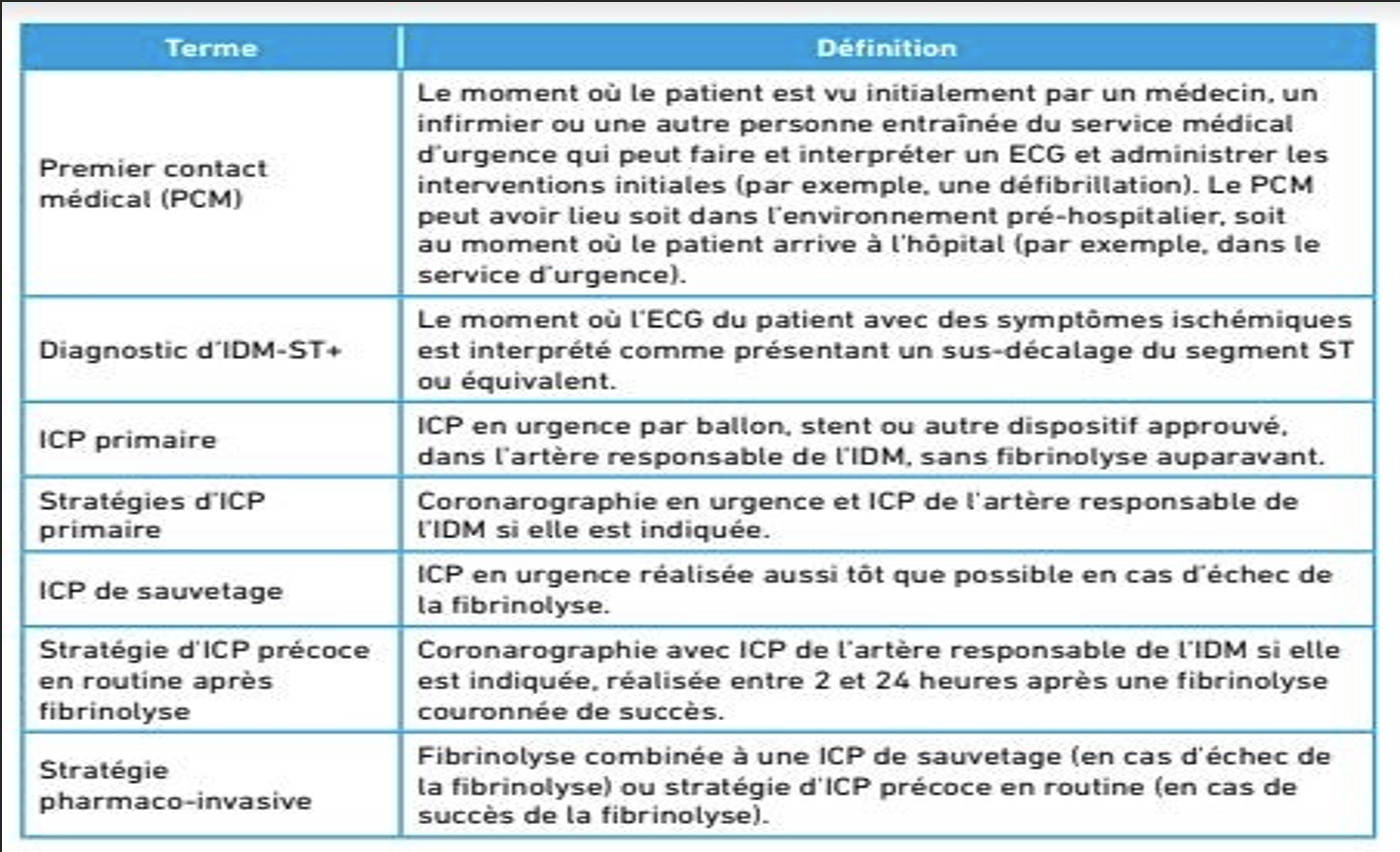 Terme
Définition
Premier contact
médical (PCM)
Le moment où le patient est vu initialement par un médecin, un
infirmier ou une autre personne entraînée du service médical
d'urgence qui peut faire et interpréter un ECG et administrer les
interventions initiales (par exemple, une défibrillation). Le PCM
peut avoir lieu soit dans l'environnement pré-hospitalier, soit
au moment où le patient arrive à l'hôpital (par exemple, dans le
service d'urgence).
Diagnostic d'IDM-ST+
Le moment où l'ECG du patient avec des symptômes ischémiques
est interprété comme présentant un sus-décalage du segment ST
ou équivalent.
ICP primaire
ICP en urgence par ballon, stent ou autre dispositif approuvé,
dans l'artère responsable de l'IDM, sans fibrinolyse auparavant.
Stratégies d'ICP
primaire
Coronarographie en urgence et ICP de l'artère responsable de
l'IDM si elle est indiquée.
ICP de sauvetage
ICP en urgence réalisée aussi tôt que possible en cas d'échec de
la fibrinolyse.
Stratégie d'ICP précoce
en routine après
fibrinolyse
Coronarographie avec ICP de l'artère responsable de l'IDM si elle
est indiquée, réalisée entre 2 et 24 heures après une fibrinolyse
couronnée de succès.
Stratégie
pharmaco-invasive
Fibrinolyse combinée à une ICP de sauvetage (en cas d'échec de
la fibrinolyse) ou stratégie d'ICP précoce en routine (en cas de
succès de la fibrinolyse).